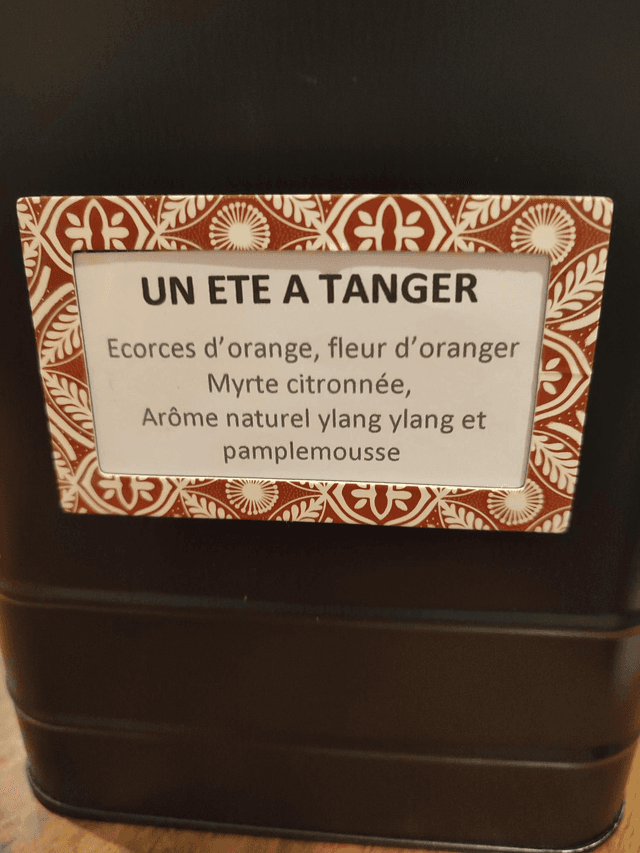 UN ETE A TANGER
Ecorces d'orange, fleur d'oranger
Myrte citronnée,
Arôme naturel ylang ylang et
pamplemousse